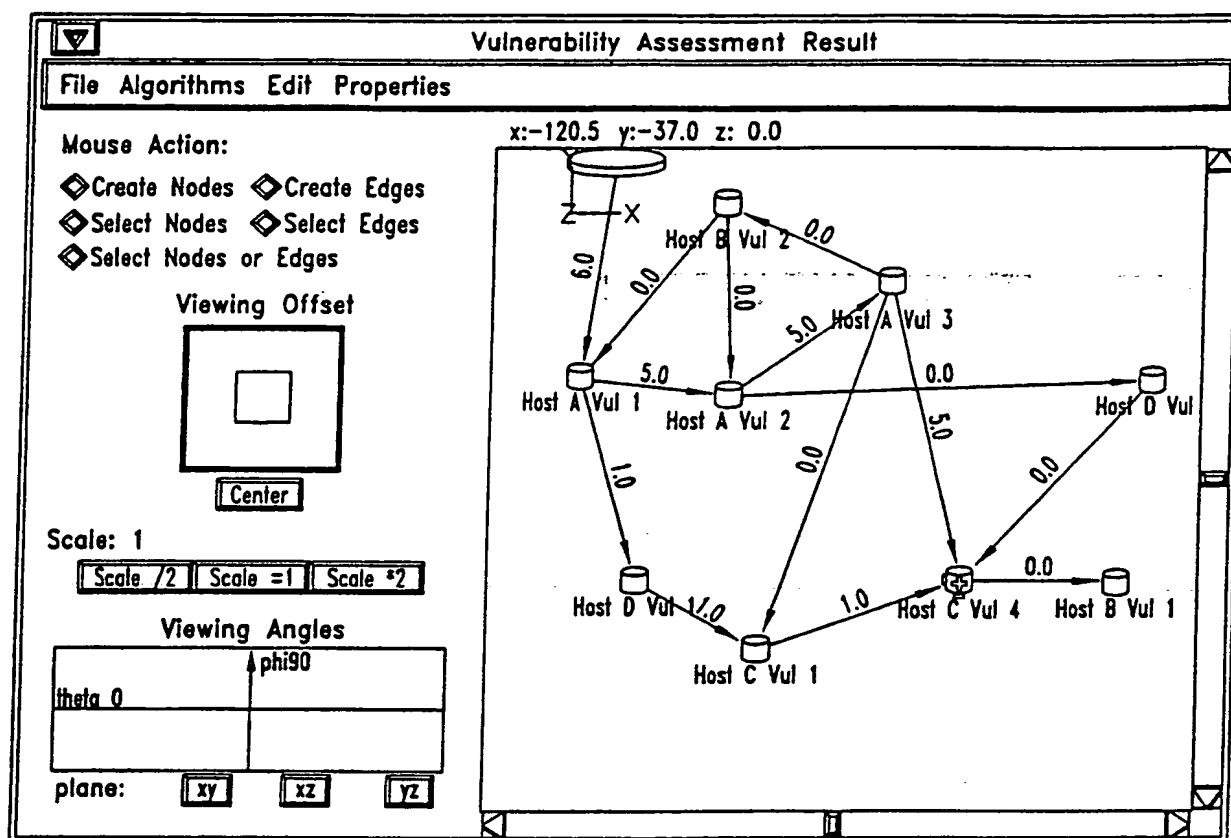 Vulnerability Assessment Result
File Algorithms Edit Properties
Mouse Action:
Create Nodes Create Edges
Select Nodes Select Edges
Select Nodes or Edges
Viewing Offset
Center
Scale: 1
Scale /2 Scale =1 Scale *2
Viewing Angles
phi90
theta 0
plane: xy xz yz
x:-120.5 y:-37.0 z: 0.0
Z X
Host B Vul 2
0.0
6.0
0.0
0.0
5.0
Host A Vul 3
Host A Vul 1
5.0
Host A Vul 2
0.0
Host D Vul
1.0
0.0
5.0
0.0
Host D Vul 1
1.0
Host C Vul 1
1.0
Host C Vul 4
0.0
Host B Vul 1